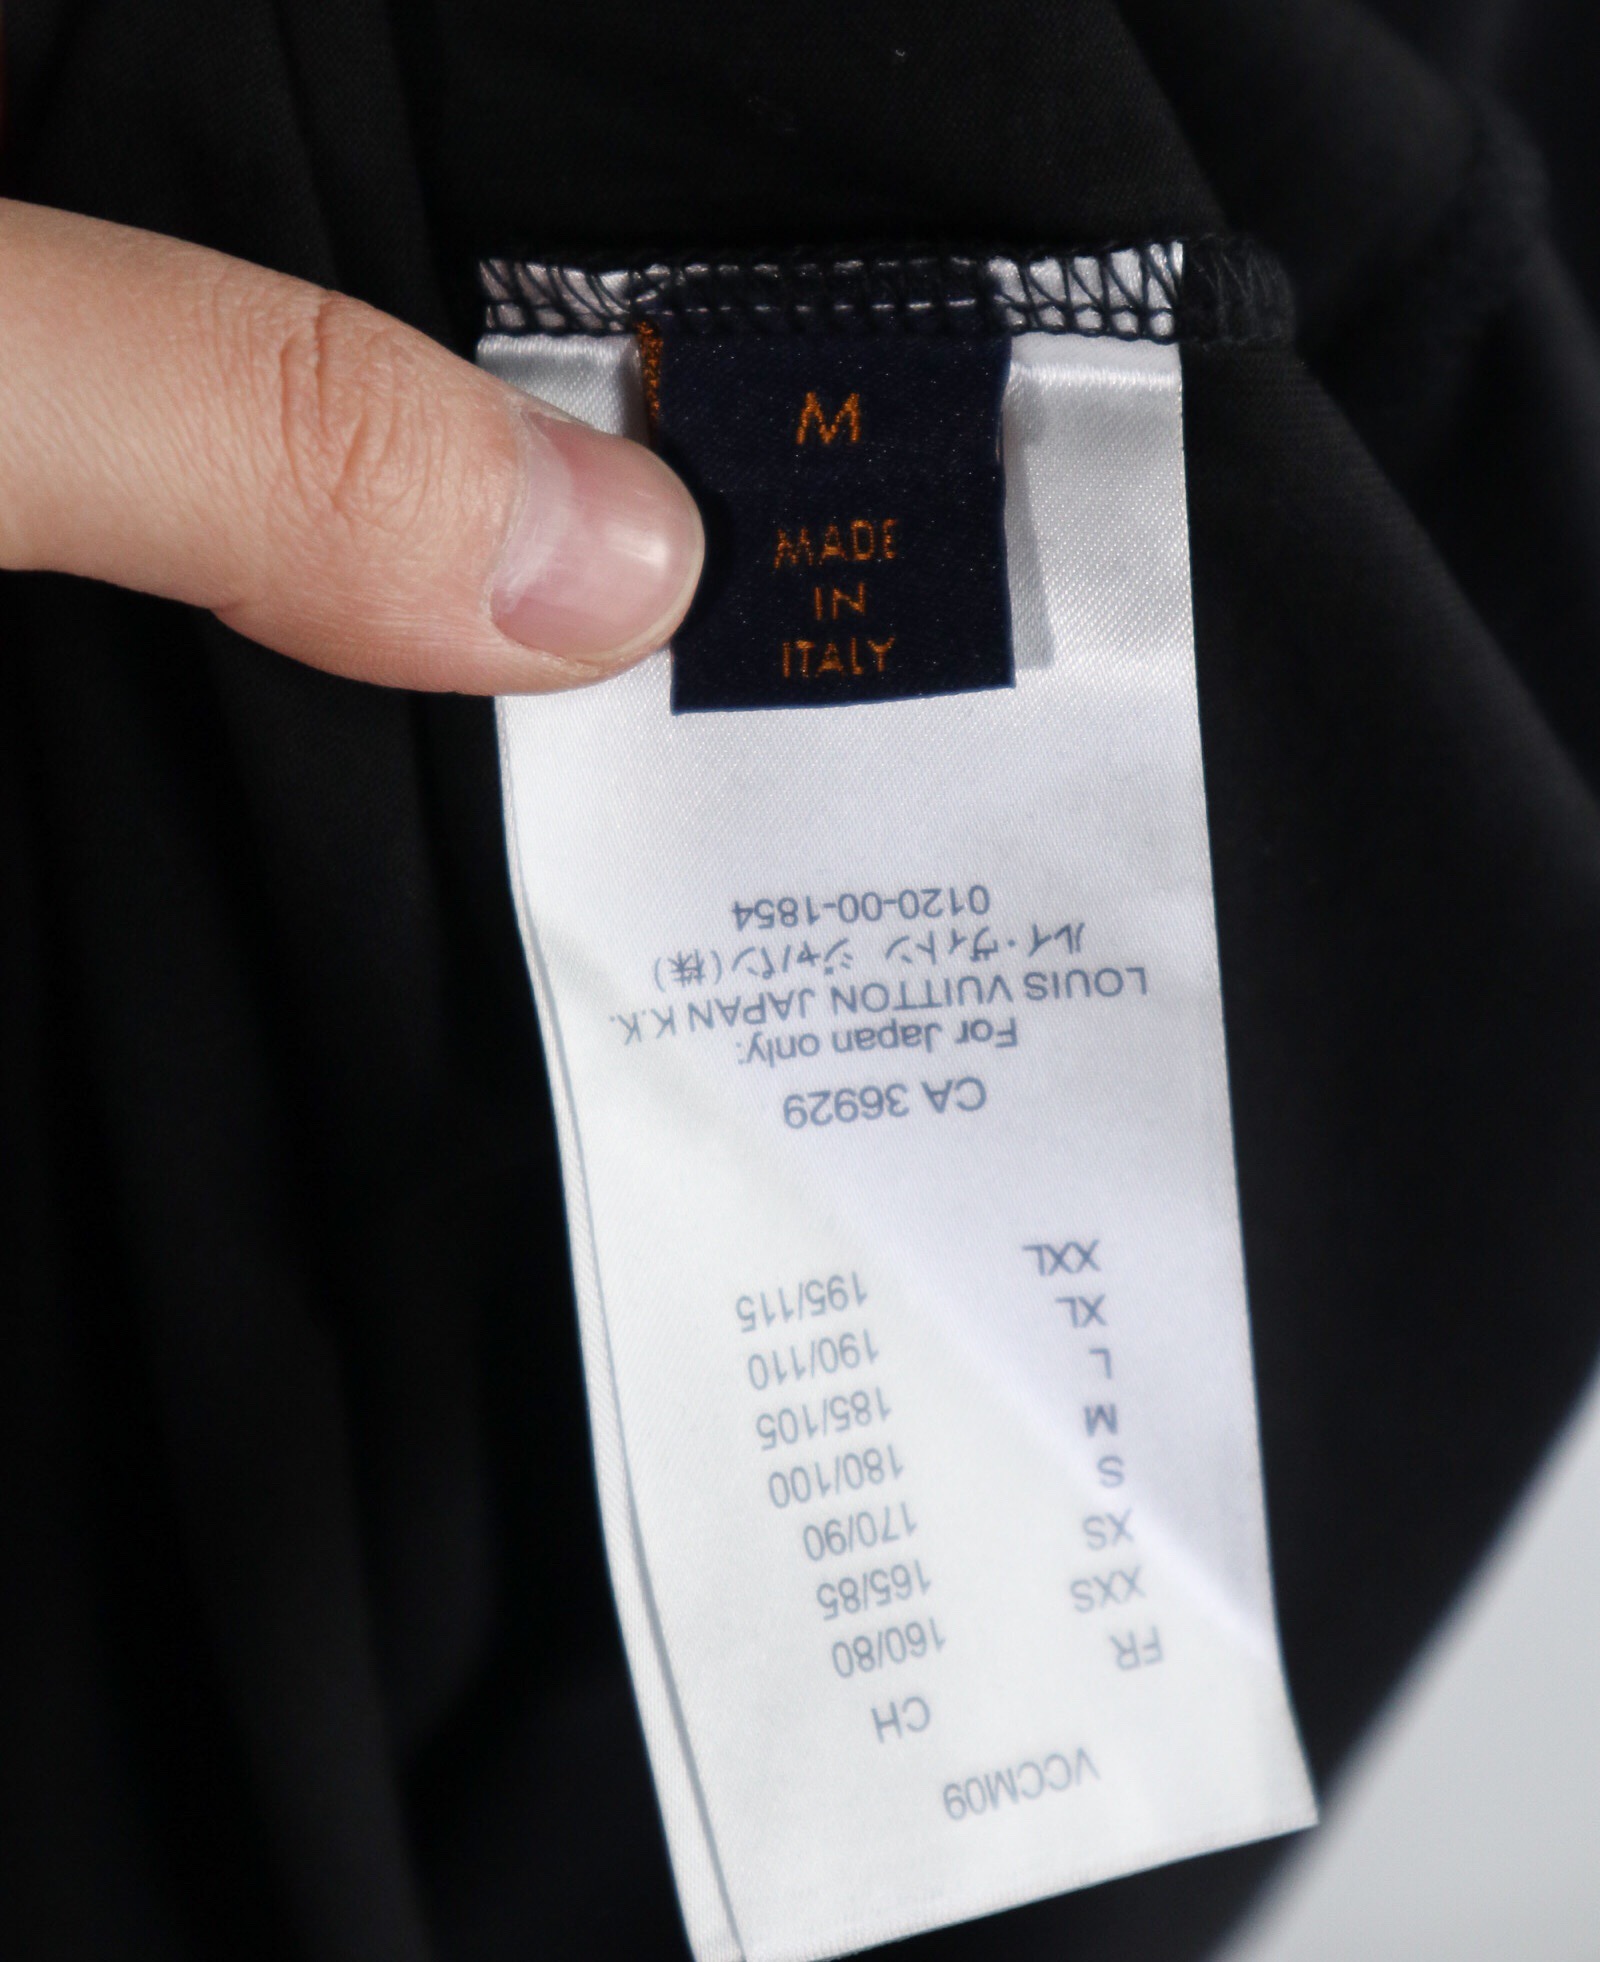 M
MADE
IN
ITALY
VCCM09
FR CH
XXS 160/80
XS 165/85
S 170/90
M 180/100
L 185/105
XL 190/110
XXL 195/115
CA 36929
For Japan only:
LOUIS VUITTON JAPAN K.K.
ルイ・ヴィトン ジャパン(株)
0120-00-1854